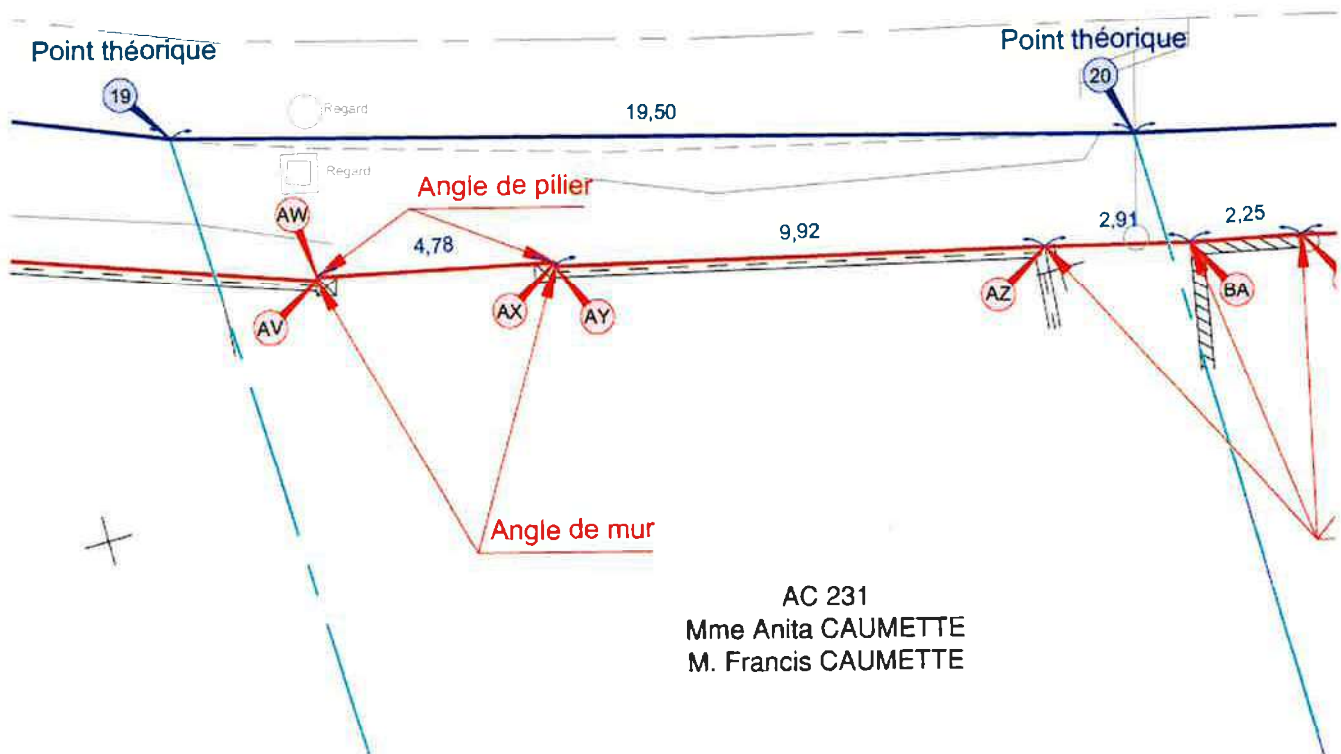 Point théorique
Point théorique
19
20
Regard
19,50
Regard
Angle de pilier
AW
4,78
9,92
2,91
2,25
AV
AX
AY
AZ
BA
Angle de mur
AC 231
Mme Anita CAUMETTE
M. Francis CAUMETTE